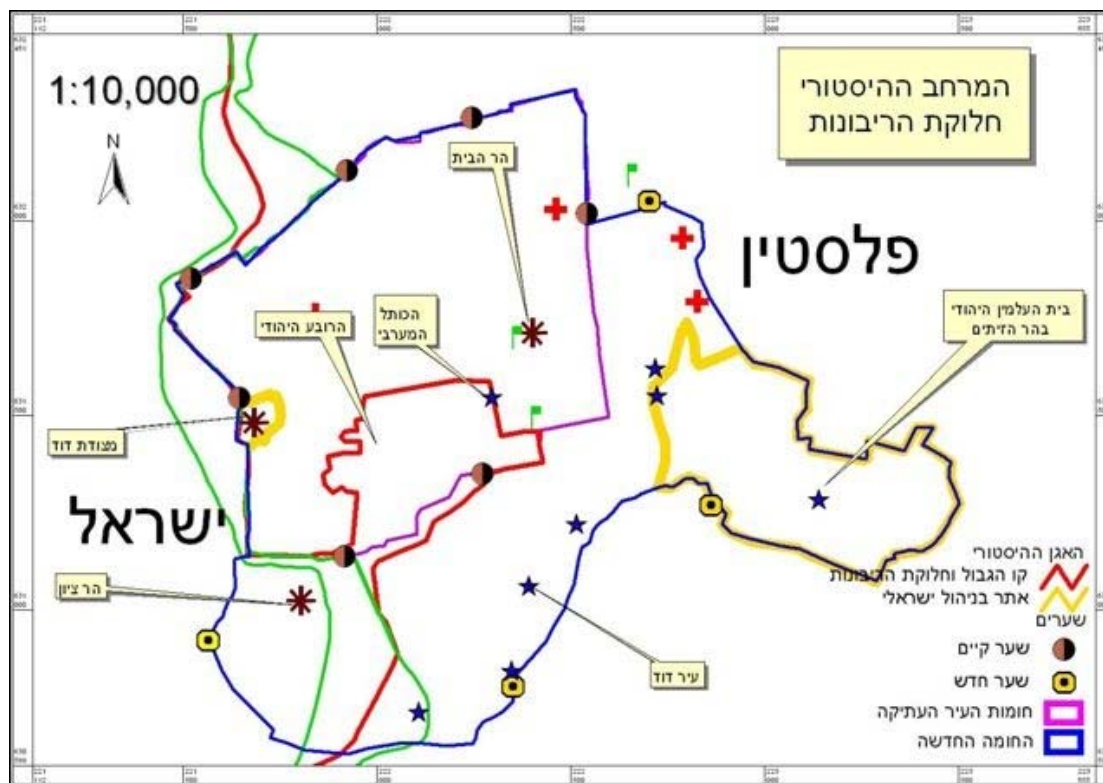 1:10,000
N
המרחב ההיסטורי
חלוקת הריבונות
הר הבית
פלסטין
בית העלמין היהודי
בהר הזיתים
הכותל
המערבי
הרובע היהודי
מצודת דוד
ישראל
הר ציון
עיר דוד
האגן ההיסטורי
קו הגבול וחלוקת הריבונות
אתר בניהול ישראלי
שערים
שער קיים
שער חדש
חומות העיר העתיקה
החומה החדשה